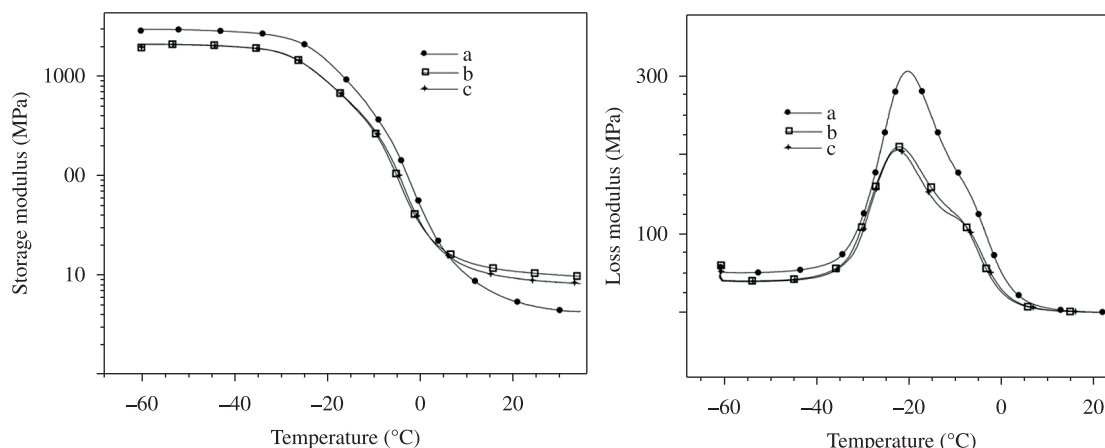 Storage modulus (MPa)
1000
00
10
a
b
c
–60
–40
–20
0
20
Temperature (°C)
Loss modulus (MPa)
300
100
a
b
c
–60
–40
–20
0
20
Temperature (°C)